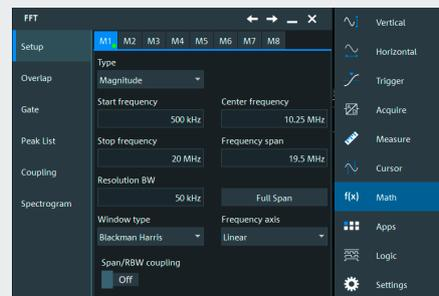 FFT
Setup
Overlap
Gate
Peak List
Coupling
Spectrogram
M1 M2 M3 M4 M5 M6 M7 M8
Type
Magnitude
Start frequency Center frequency
500 kHz 10.25 MHz
Stop frequency Frequency span
20 MHz 19.5 MHz
Resolution BW
50 kHz Full Span
Window type Frequency axis
Blackman Harris Linear
Span/RBW coupling
Off
Vertical
Horizontal
Trigger
Acquire
Measure
Cursor
f(x) Math
Apps
Logic
Settings